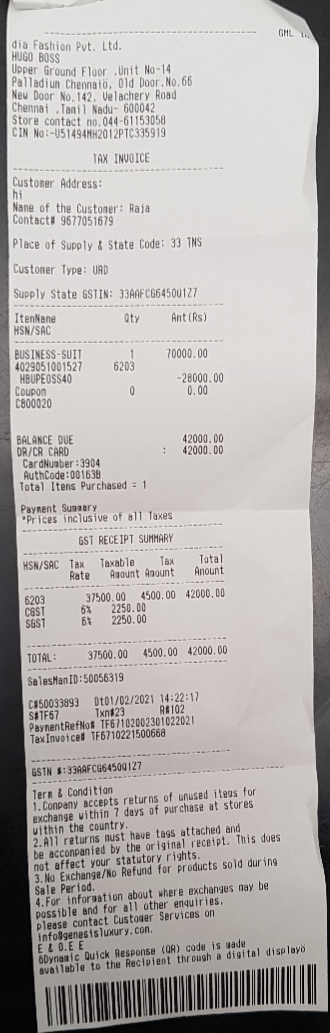 GML
dia Fashion Pvt. Ltd.
HUGO BOSS
Upper Ground Floor ,Unit No-14
Palladium Chennaio, Old Door.No.66
New Door No.142, Velachery Road
Chennai ,Tamil Nadu- 600042
Store contact no.044-61153058
CIN No:-U51494MH2012PTC335919
TAX INVOICE
Customer Address:
hi
Name of the Customer: Raja
Contact# 9677051679
Place of Supply & State Code: 33 TNS
Customer Type: URD
Supply State GSTIN: 33AAFCG6450Q1Z7
ItemName Qty Amt(Rs)
HSN/SAC
BUSINESS-SUIT 1 70000.00
4029051001527 6203
HBUPEOSS40 -28000.00
Coupon 0 0.00
C800020
BALANCE DUE 42000.00
DR/CR CARD : 42000.00
CardNumber:3904
AuthCode:00163B
Total Items Purchased = 1
Payment Summary
*Prices inclusive of all Taxes
GST RECEIPT SUMMARY
HSN/SAC Tax Taxable Tax Total
Rate Amount Amount Amount
6203 37500.00 4500.00 42000.00
CGST 6% 2250.00
SGST 6% 2250.00
TOTAL: 37500.00 4500.00 42000.00
SalesManID:50056319
C#50033893 Dt01/02/2021 14:22:17
S#TF67 Txn#23 R#102
PaymentRefNo# TF67102002301022021
TaxInvoice# TF6710221500668
GSTN #:33AAFCG6450Q1Z7
Term & Condition
1.Company accepts returns of unused items for
exchange within 7 days of purchase at stores
within the country.
2.All returns must have tags attached and
be accompanied by the original receipt. This does
not affect your statutory rights.
3.No Exchange/No Refund for products sold during
Sale Period.
4.For information about where exchanges may be
possible and for all other enquiries.
please contact Customer Services on
info@genesisluxury.com.
E & O.E E
6Dynamic Quick Response (QR) code is made
available to the Recipient through a digital displayö